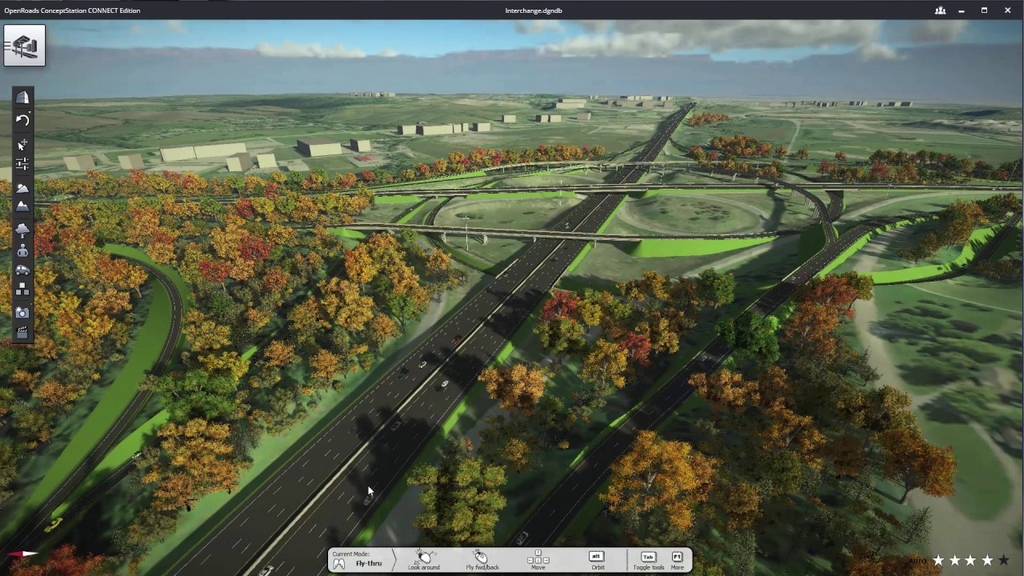 OpenRoads ConceptStation CONNECT Edition
Interchange.dgndb
Current Mode:
Fly-thru
Look around
Fly fwd/back
Move
alt
Orbit
Tab
Toggle tools
F1
More
Auto